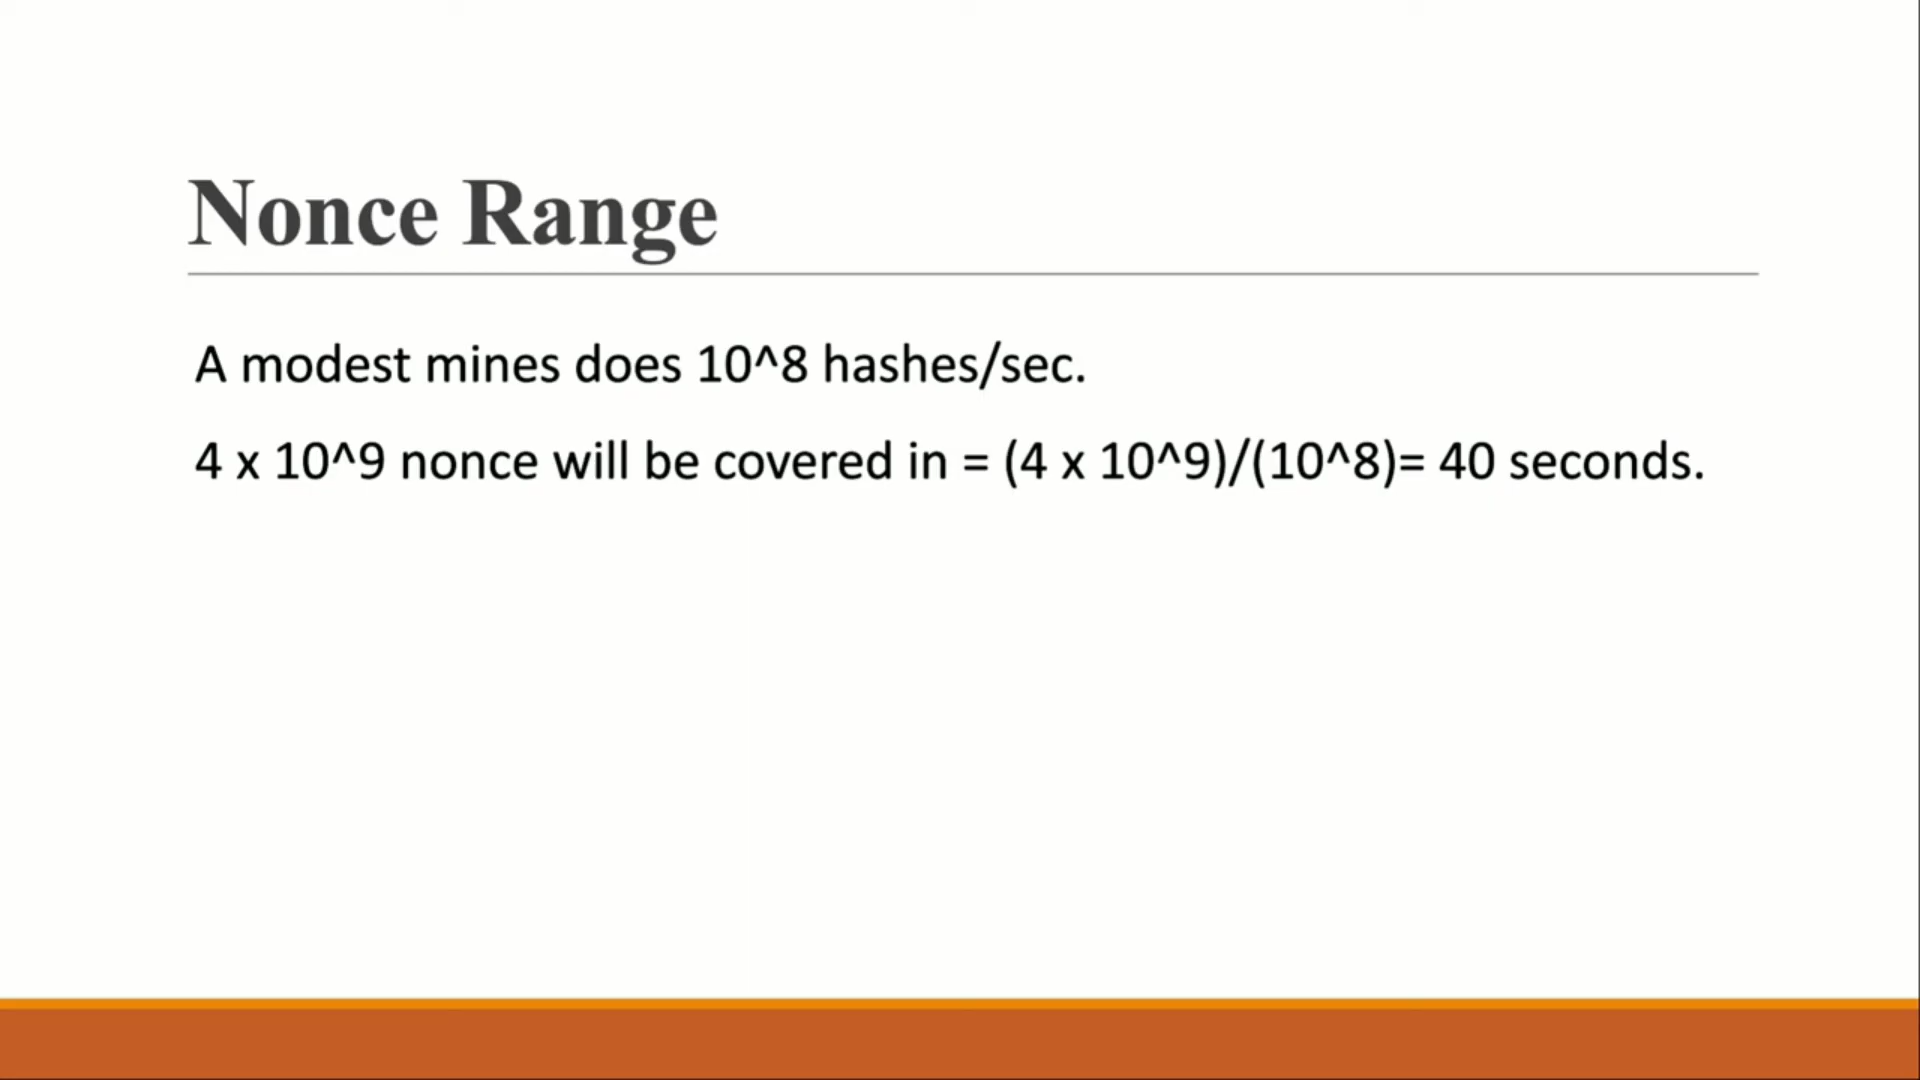 Nonce Range
A modest mines does 10^8 hashes/sec.
4 x 10^9 nonce will be covered in = (4 x 10^9)/(10^8)= 40 seconds.